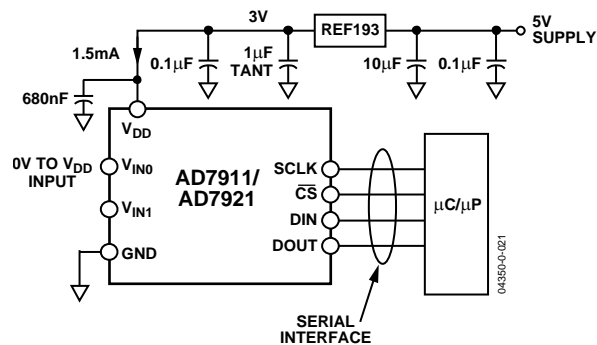 3V
REF193
5V
SUPPLY
1.5mA
0.1μF
1μF
TANT
10μF
0.1μF
680nF
VDD
0V TO VDD
INPUT
VIN0
VIN1
GND
AD7911/
AD7921
SCLK
C̅S̅
DIN
DOUT
μC/μP
SERIAL
INTERFACE
04350-0-021